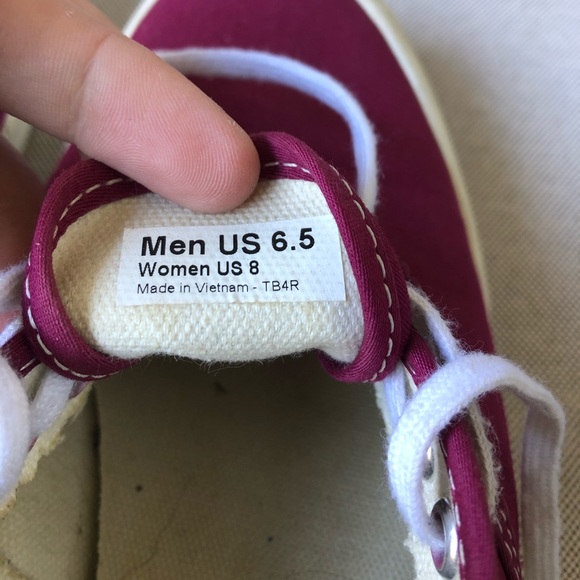 Men US 6.5
Women US 8
Made in Vietnam - TB4R